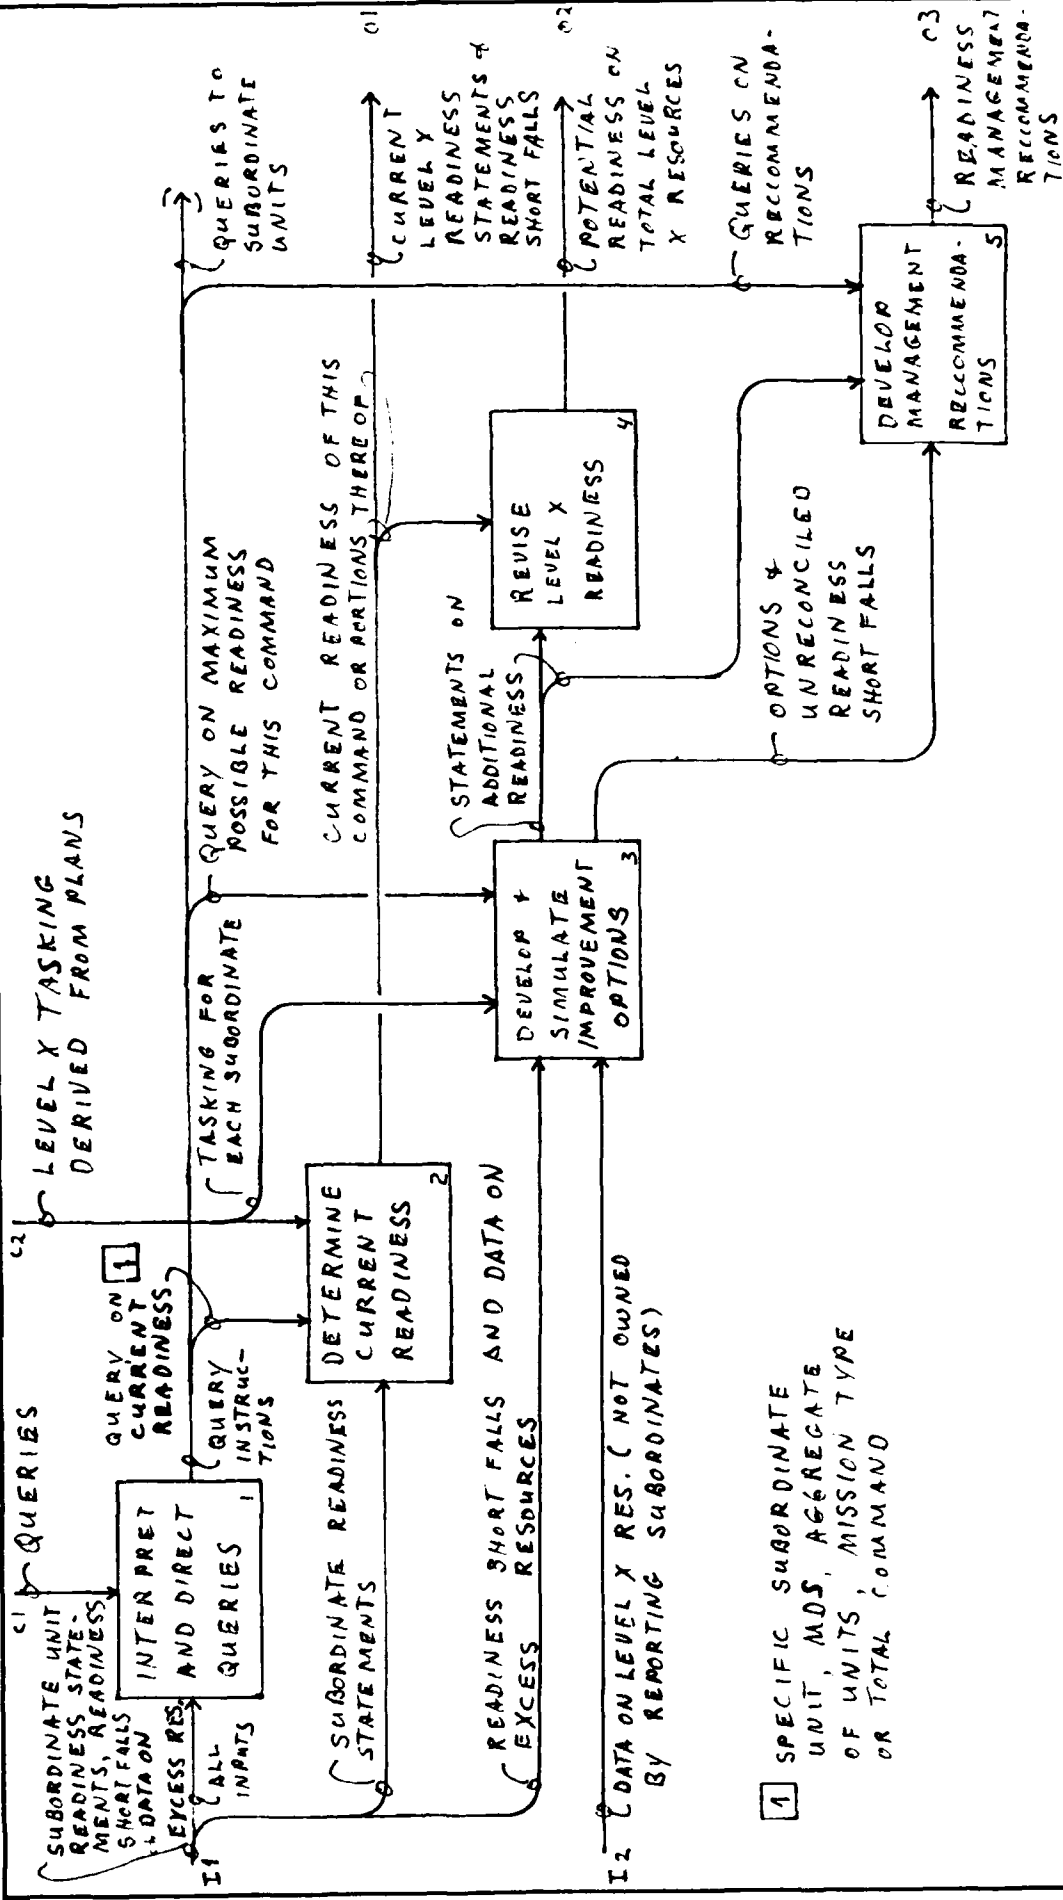 C1
QUERIES
C2
LEVEL X TASKING
DERIVED FROM PLANS
SUBORDINATE UNIT
READINESS STATE-
MENTS, READINESS
SHORT FALLS
& DATA ON
EXCESS RES.
I1
ALL
INPUTS
INTERPRET
AND DIRECT
QUERIES
1
QUERY ON
CURRENT
READINESS
1
QUERY
INSTRUC-
TIONS
TASKING FOR
EACH SUBORDINATE
QUERY ON MAXIMUM
POSSIBLE READINESS
FOR THIS COMMAND
QUERIES TO
SUBORDINATE
UNITS
SUBORDINATE READINESS
STATEMENTS
DETERMINE
CURRENT
READINESS
2
CURRENT READINESS OF THIS
COMMAND OR PORTIONS THERE OF
O1
CURRENT
LEVEL X
READINESS
STATEMENTS &
READINESS
SHORT FALLS
READINESS SHORT FALLS AND DATA ON
EXCESS RESOURCES
DEVELOP &
SIMULATE
IMPROVEMENT
OPTIONS
3
STATEMENTS ON
ADDITIONAL
READINESS
REVISE
LEVEL X
READINESS
4
O2
POTENTIAL
READINESS ON
TOTAL LEVEL
X RESOURCES
I2
DATA ON LEVEL X RES. (NOT OWNED
BY REPORTING SUBORDINATES)
OPTIONS &
UNRECONCILED
READINESS
SHORT FALLS
QUERIES ON
RECCOMMENDA-
TIONS
DEVELOP
MANAGEMENT
RECCOMMENDA-
TIONS
5
O3
READINESS
MANAGEMENT
RECCOMMENDA-
TIONS
1
SPECIFIC SUBORDINATE
UNIT, MDS, AGGREGATE
OF UNITS, MISSION TYPE
OR TOTAL COMMAND